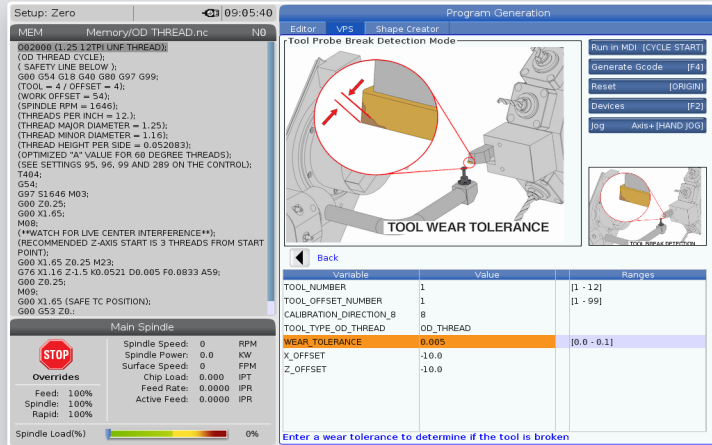 Setup: Zero
09:05:40
MEM Memory/OD THREAD.nc N0
O02000 (1.25 12TPI UNF THREAD);
(OD THREAD CYCLE);
( SAFETY LINE BELOW );
G00 G54 G18 G40 G80 G97 G99;
(TOOL = 4 / OFFSET = 4);
(WORK OFFSET = 54);
(SPINDLE RPM = 1646);
(THREADS PER INCH = 12.);
(THREAD MAJOR DIAMETER = 1.25);
(THREAD MINOR DIAMETER = 1.16);
(THREAD HEIGHT PER SIDE = 0.052083);
(OPTIMIZED "A" VALUE FOR 60 DEGREE THREADS);
(SEE SETTINGS 95, 96, 99 AND 289 ON THE CONTROL);
T404;
G54;
G97 S1646 M03;
G00 Z0.25;
G00 X1.65;
M08;
(**WATCH FOR LIVE CENTER INTERFERENCE**);
(RECOMMENDED Z-AXIS START IS 3 THREADS FROM START
POINT);
G00 X1.65 Z0.25 M23;
G76 X1.16 Z-1.5 K0.0521 D0.005 F0.0833 A59;
G00 Z0.25;
M09;
G00 X1.65 (SAFE TC POSITION);
G00 G53 Z0.;
Main Spindle
STOP
Overrides
Feed: 100%
Spindle: 100%
Rapid: 100%
Spindle Speed: 0 RPM
Spindle Power: 0.0 KW
Surface Speed: 0 FPM
Chip Load: 0.000 IPT
Feed Rate: 0.0000 IPR
Active Feed: 0.0000 IPR
Spindle Load(%) 0%
Program Generation
Editor VPS Shape Creator
Tool Probe Break Detection Mode
TOOL WEAR TOLERANCE
Run in MDI [CYCLE START]
Generate Gcode [F4]
Reset [ORIGIN]
Devices [F2]
Jog Axis+[HAND JOG]
TOOL BREAK DETECTION
Back
Variable Value Ranges
TOOL_NUMBER 1 [1 - 12]
TOOL_OFFSET_NUMBER 1 [1 - 99]
CALIBRATION_DIRECTION_8 8
TOOL_TYPE_OD_THREAD OD_THREAD
WEAR_TOLERANCE 0.005 [0.0 - 0.1]
X_OFFSET -10.0
Z_OFFSET -10.0
Enter a wear tolerance to determine if the tool is broken